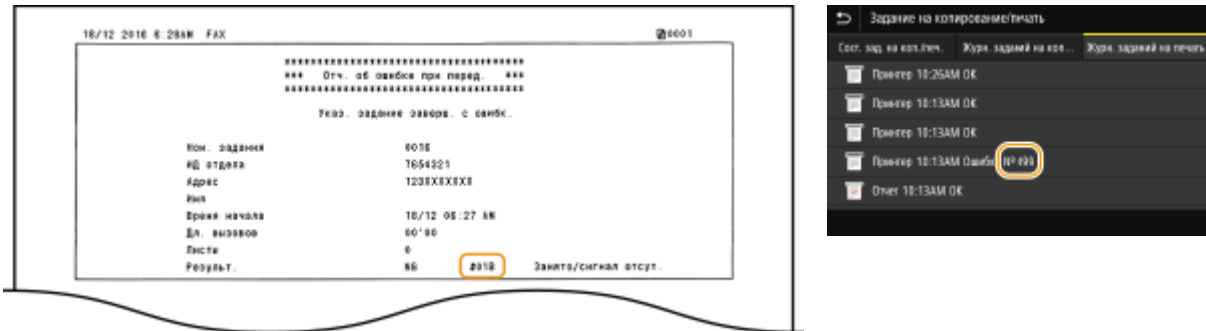 18/12 2016 6:28AM FAX 0001
************************************
*** Отч. об ошибке при перед. ***
************************************
Указ. задание заверш. с ошибк.
Ном. задания 0016
ИД отдела 7654321
Адрес 123XXXXXXX
Имя
Время начала 18/12 06:27 AM
Дл. вызовов 00'00
Листы 0
Результ. NG #018 Занято/сигнал отсут.
Задание на копирование/печать
Сост. зад. на коп./печ. Журн. заданий на коп... Журн. заданий на печать
Принтер 10:26AM OK
Принтер 10:13AM OK
Принтер 10:13AM OK
Принтер 10:13AM Ошибк № 499
Отчет 10:13AM OK